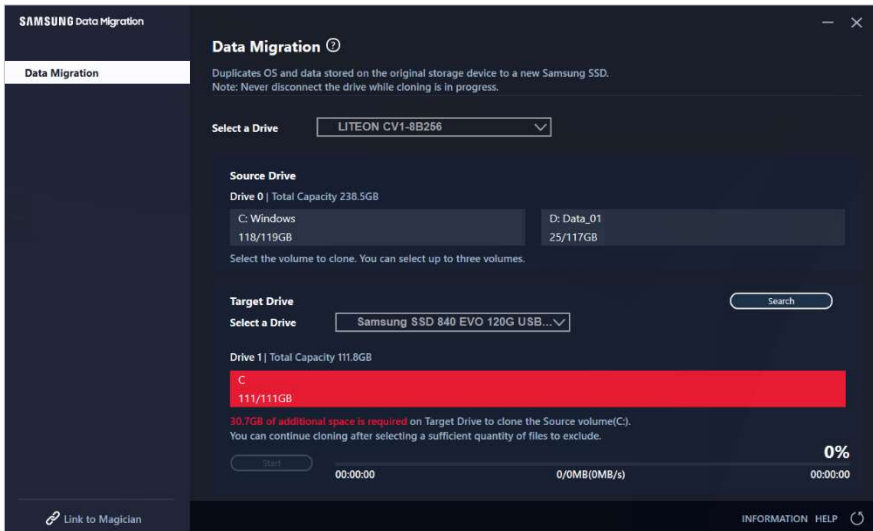 SAMSUNG Data Migration
Data Migration ?
Data Migration
Duplicates OS and data stored on the original storage device to a new Samsung SSD.
Note: Never disconnect the drive while cloning is in progress.
Select a Drive LITEON CV1-8B256
Source Drive
Drive 0 | Total Capacity 238.5GB
C: Windows D: Data_01
118/119GB 25/117GB
Select the volume to clone. You can select up to three volumes.
Target Drive Search
Select a Drive Samsung SSD 840 EVO 120G USB...
Drive 1 | Total Capacity 111.8GB
C
111/111GB
30.7GB of additional space is required on Target Drive to clone the Source volume(C:).
You can continue cloning after selecting a sufficient quantity of files to exclude.
0%
Start
00:00:00 0/0MB(0MB/s) 00:00:00
Link to Magician INFORMATION HELP